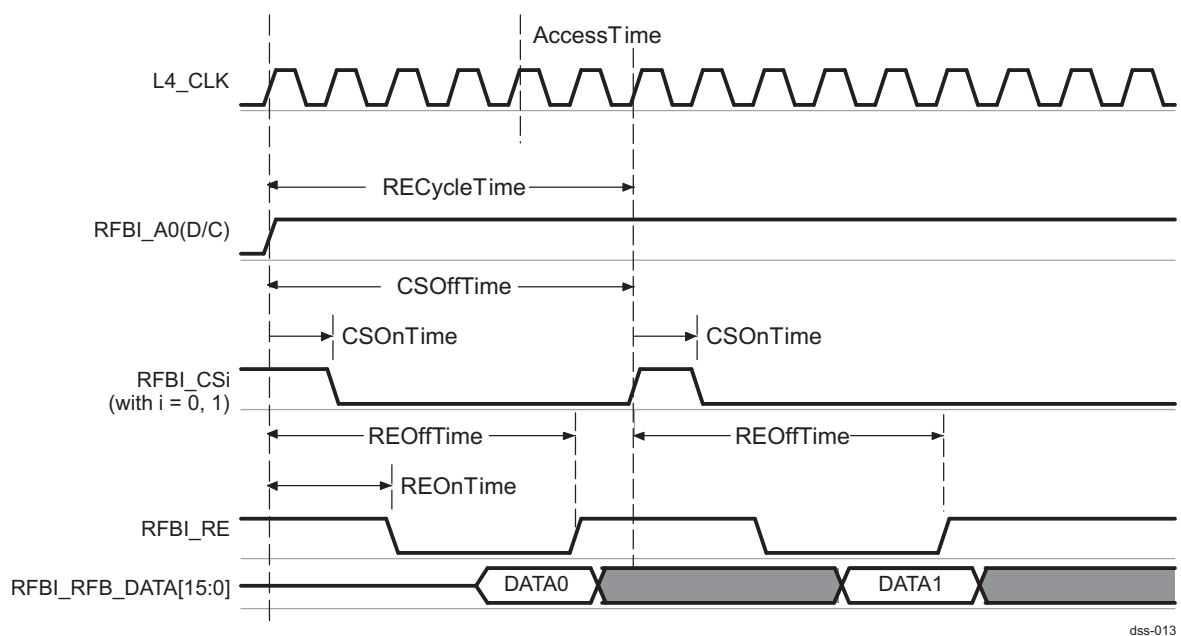 AccessTime
L4_CLK
RECycleTime
RFBI_A0(D/C)
CSOffTime
CSOnTime
CSOnTime
RFBI_CSi
(with i = 0, 1)
REOffTime
REOffTime
REOnTime
RFBI_RE
RFBI_RFB_DATA[15:0]
DATA0
DATA1
dss-013